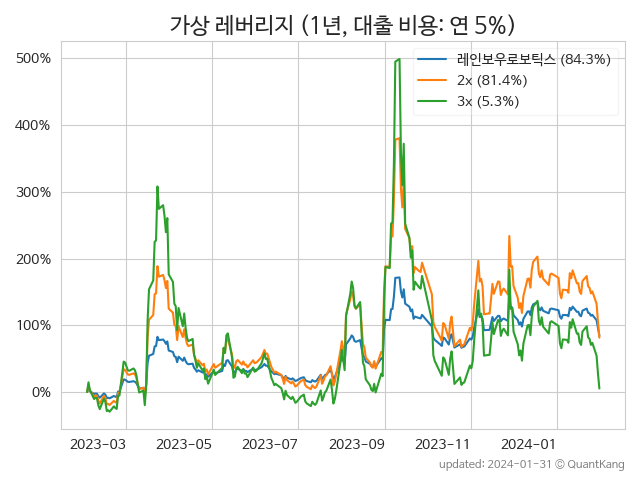 가상 레버리지 (1년, 대출 비용: 연 5%)
500%
400%
300%
200%
100%
0%
레인보우로보틱스 (84.3%)
2x (81.4%)
3x (5.3%)
2023-03 2023-05 2023-07 2023-09 2023-11 2024-01
updated: 2024-01-31 © QuantKang